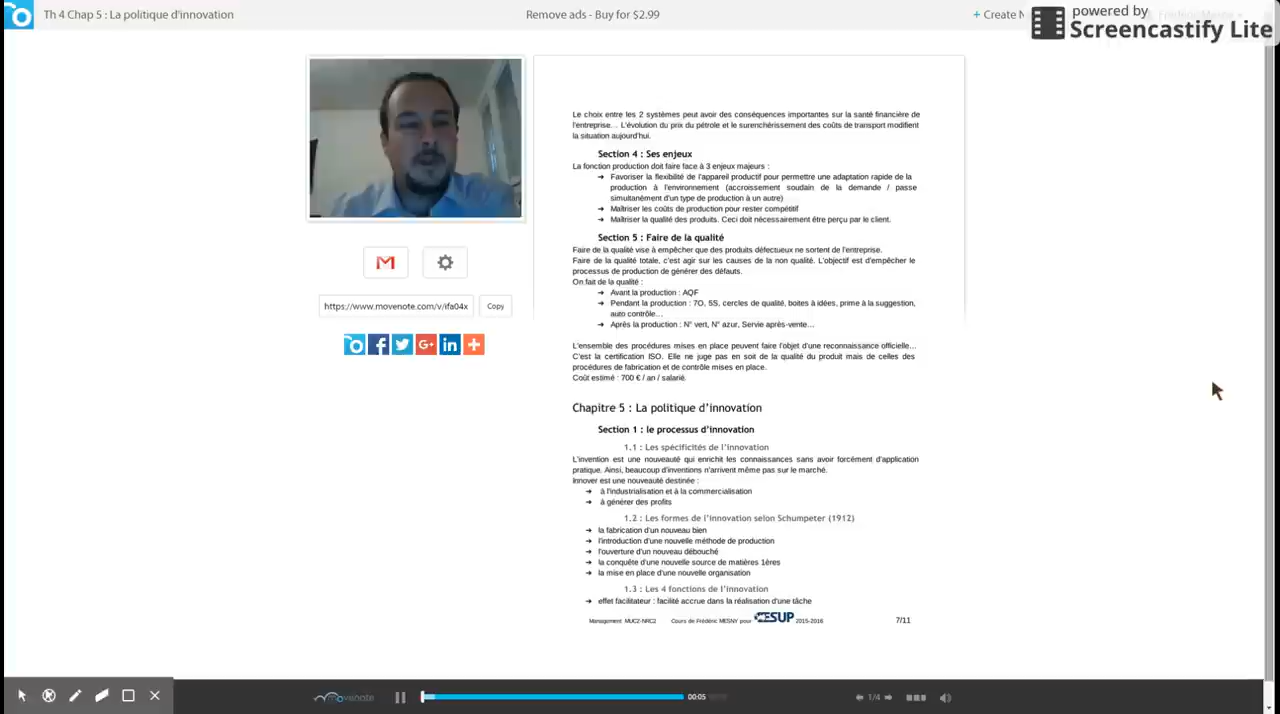 Th 4 Chap 5 : La politique d'innovation
Remove ads - Buy for $2.99
+ Create
powered by
Screencastify Lite
Le choix entre les 2 systèmes peut avoir des conséquences importantes sur la santé financière de
l'entreprise… L'évolution du prix du pétrole et le surenchérissement des coûts de transport modifient
la situation aujourd'hui.
Section 4 : Ses enjeux
La fonction production doit faire face à 3 enjeux majeurs :
➔ Favoriser la flexibilité de l'appareil productif pour permettre une adaptation rapide de la
production à l'environnement (accroissement soudain de la demande / passe
simultanément d'un type de production à un autre)
➔ Maîtriser les coûts de production pour rester compétitif
➔ Maîtriser la qualité des produits. Ceci doit nécessairement être perçu par le client.
Section 5 : Faire de la qualité
Faire de la qualité vise à empêcher que des produits défectueux ne sortent de l'entreprise.
Faire de la qualité totale, c'est agir sur les causes de la non qualité. L'objectif est d'empêcher le
processus de production de générer des défauts.
On fait de la qualité :
➔ Avant la production : AQF
➔ Pendant la production : 7O, 5S, cercles de qualité, boites à idées, prime à la suggestion,
auto contrôle…
➔ Après la production : N° vert, N° azur, Servie après-vente…
L'ensemble des procédures mises en place peuvent faire l'objet d'une reconnaissance officielle…
C'est la certification ISO. Elle ne juge pas en soit de la qualité du produit mais de celles des
procédures de fabrication et de contrôle mises en place.
Coût estimé : 700 € / an / salarié.
Chapitre 5 : La politique d'innovation
Section 1 : le processus d'innovation
1.1 : Les spécificités de l'innovation
L'invention est une nouveauté qui enrichit les connaissances sans avoir forcément d'application
pratique. Ainsi, beaucoup d'inventions n'arrivent même pas sur le marché.
Innover est une nouveauté destinée :
➔ à l'industrialisation et à la commercialisation
➔ à générer des profits
1.2 : Les formes de l'innovation selon Schumpeter (1912)
➔ la fabrication d'un nouveau bien
➔ l'introduction d'une nouvelle méthode de production
➔ l'ouverture d'un nouveau débouché
➔ la conquête d'une nouvelle source de matières 1ères
➔ la mise en place d'une nouvelle organisation
1.3 : Les 4 fonctions de l'innovation
➔ effet facilitateur : facilité accrue dans la réalisation d'une tâche
Management MUC2-NRC2 Cours de Frédéric MESNY pour CESUP 2015-2016 7/11
https://www.movenote.com/v/ifa04x
Copy
movenote
00:05
1/4